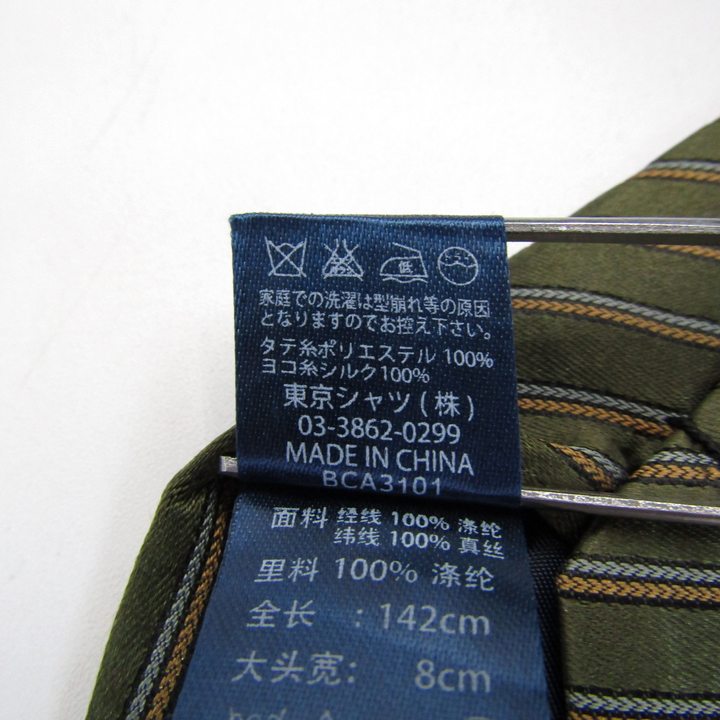 低
家庭での洗濯は型崩れ等の原因
となりますのでお控え下さい。
タテ糸ポリエステル 100%
ヨコ糸シルク100%
東京シャツ(株)
03-3862-0299
MADE IN CHINA
BCA3101
面料 经线 100% 涤纶
纬线 100% 真丝
里料 100% 涤纶
全长 : 142cm
大头宽: 8cm